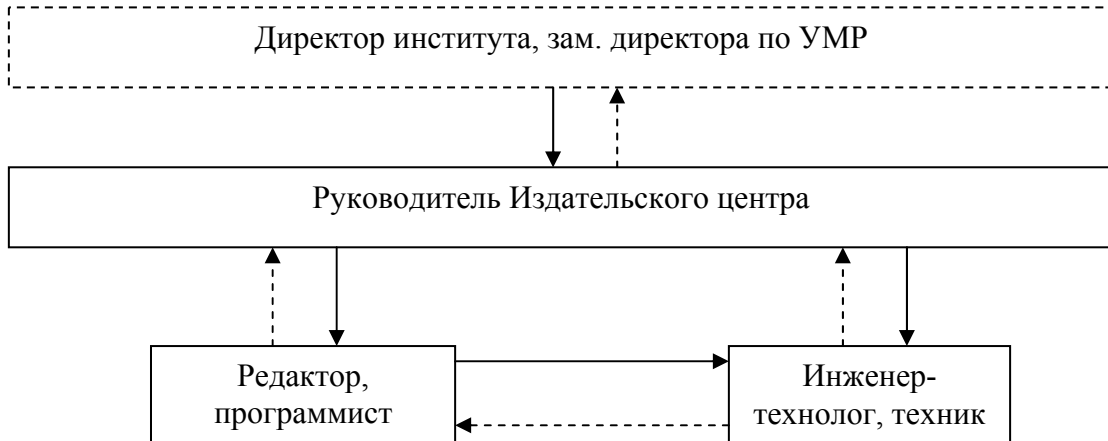 Директор института, зам. директора по УМР
Руководитель Издательского центра
Редактор,
программист
Инженер-
технолог, техник